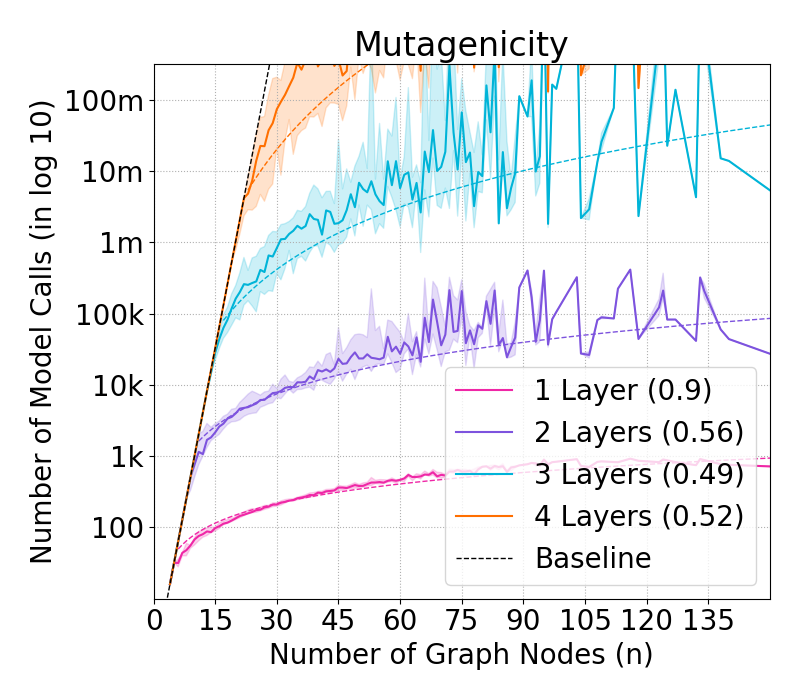 Mutagenicity
Number of Model Calls (in log 10)
100m
10m
1m
100k
10k
1k
100
1 Layer (0.9)
2 Layers (0.56)
3 Layers (0.49)
4 Layers (0.52)
Baseline
0 15 30 45 60 75 90 105 120 135
Number of Graph Nodes (n)